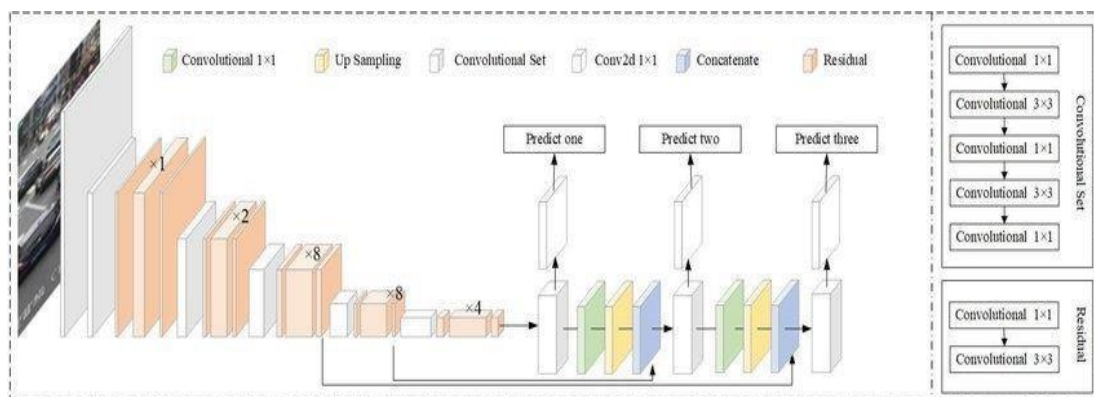 Convolutional 1×1
Up Sampling
Convolutional Set
Conv2d 1×1
Concatenate
Residual
×1
×2
×8
×8
×4
Predict one
Predict two
Predict three
Convolutional 1×1
Convolutional 3×3
Convolutional 1×1
Convolutional 3×3
Convolutional 1×1
Convolutional Set
Convolutional 1×1
Convolutional 3×3
Residual